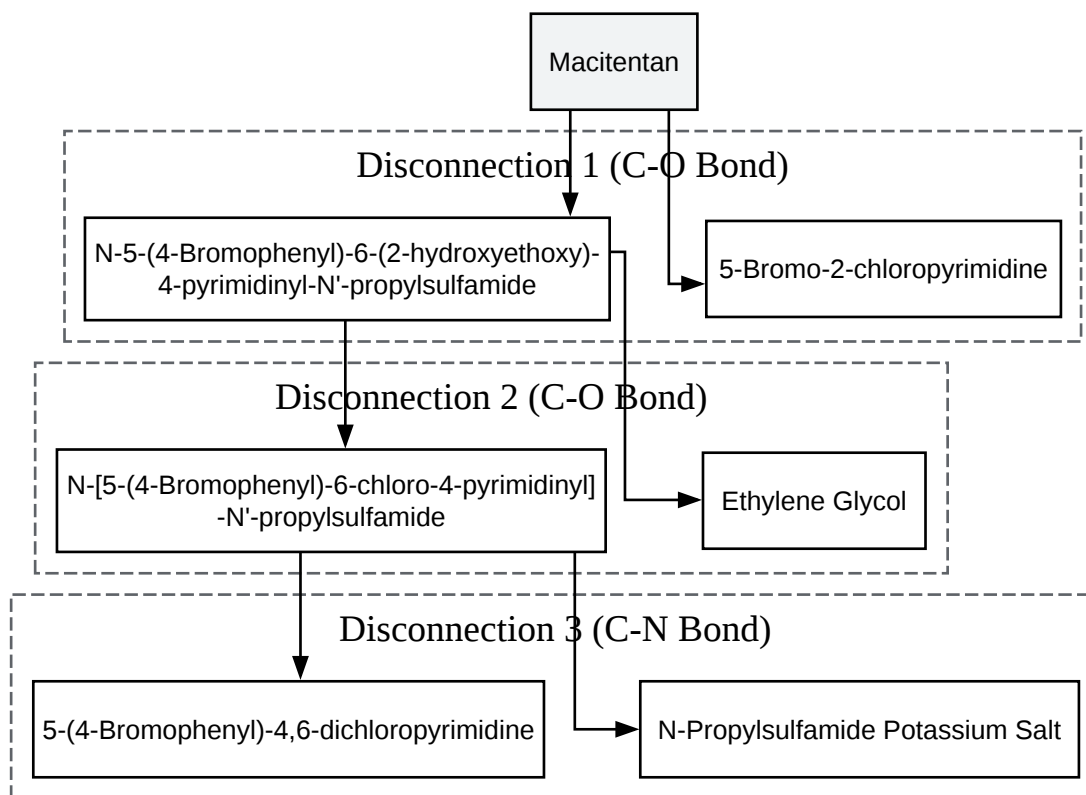 Macitentan
Disconnection 1 (C-O Bond)
N-5-(4-Bromophenyl)-6-(2-hydroxyethoxy)-
4-pyrimidinyl-N'-propylsulfamide
5-Bromo-2-chloropyrimidine
Disconnection 2 (C-O Bond)
N-[5-(4-Bromophenyl)-6-chloro-4-pyrimidinyl]
-N'-propylsulfamide
Ethylene Glycol
Disconnection 3 (C-N Bond)
5-(4-Bromophenyl)-4,6-dichloropyrimidine
N-Propylsulfamide Potassium Salt